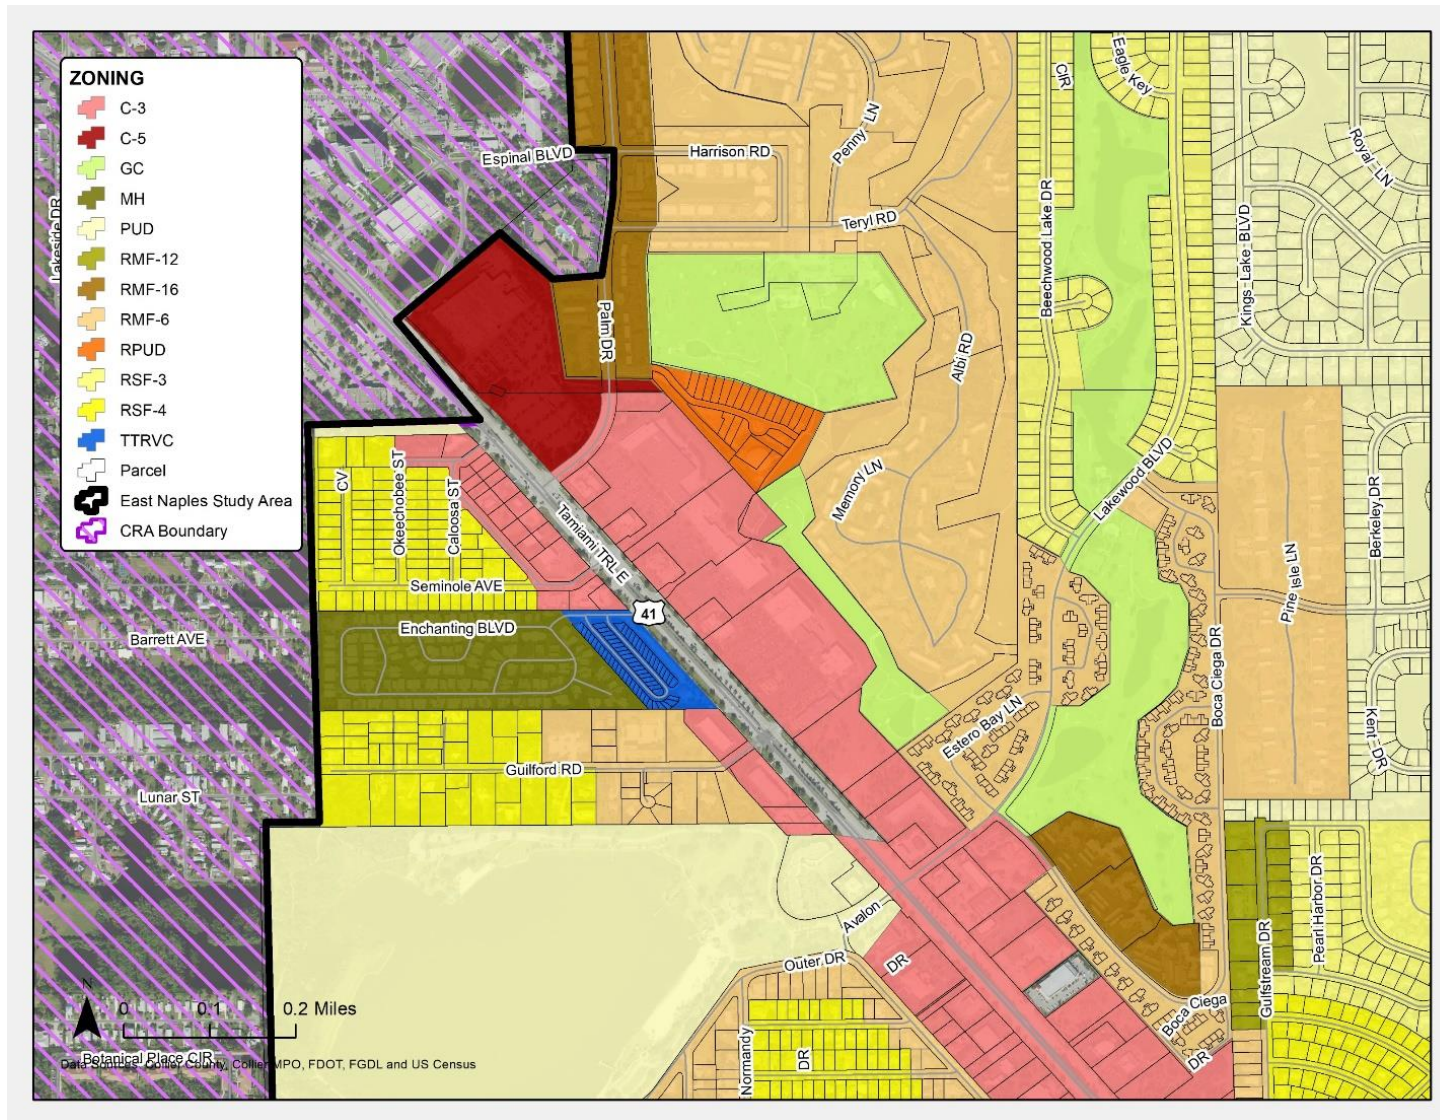 ZONING
C-3
C-5
GC
MH
PUD
RMF-12
RMF-16
RMF-6
RPUD
RSF-3
RSF-4
TTRVC
Parcel
East Naples Study Area
CRA Boundary
Lakeside DR
Espinal BLVD
Harrison RD
Penny LN
Teryl RD
Palm DR
Albi RD
Memory LN
CIR
Eagle Key
Beechwood Lake DR
Kings Lake BLVD
Royal LN
Lakewood BLVD
Berkeley DR
Pine Isle LN
Boca Ciega DR
Kent DR
CV
Okeechobee ST
Caloosa ST
Tamiami TRL E
41
Seminole AVE
Enchanting BLVD
Barrett AVE
Estero Bay LN
Guilford RD
Lunar ST
Avalon
DR
Outer DR
Normandy
DR
Boca Ciega
DR
Gulfstream DR
Pearl Harbor DR
N
0 0.1 0.2 Miles
Botanical Place CIR
Data Sources: Collier County, Collier MPO, FDOT, FGDL and US Census